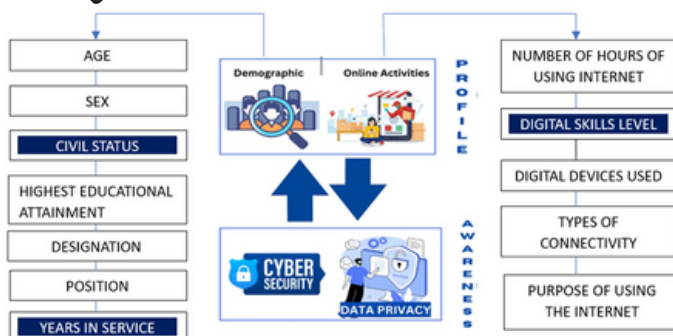 AGE
SEX
CIVIL STATUS
HIGHEST EDUCATIONAL
ATTAINMENT
DESIGNATION
POSITION
YEARS IN SERVICE
Demographic
Online Activities
PROFILE
CYBER
SECURITY
DATA PRIVACY
AWARENESS
NUMBER OF HOURS OF
USING INTERNET
DIGITAL SKILLS LEVEL
DIGITAL DEVICES USED
TYPES OF
CONNECTIVITY
PURPOSE OF USING
THE INTERNET